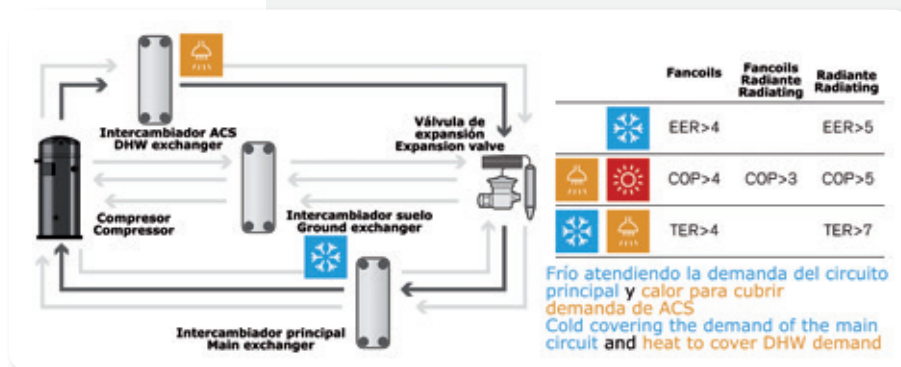 Intercambiador ACS
DHW exchanger
Válvula de
expansión
Expansion valve
Compresor
Compressor
Intercambiador suelo
Ground exchanger
Intercambiador principal
Main exchanger
Fancoils
Fancoils
Radiante
Radiating
Radiante
Radiating
EER>4 EER>5
COP>4 COP>3 COP>5
TER>4 TER>7
Frío atendiendo la demanda del circuito
principal y calor para cubrir
demanda de ACS
Cold covering the demand of the main
circuit and heat to cover DHW demand